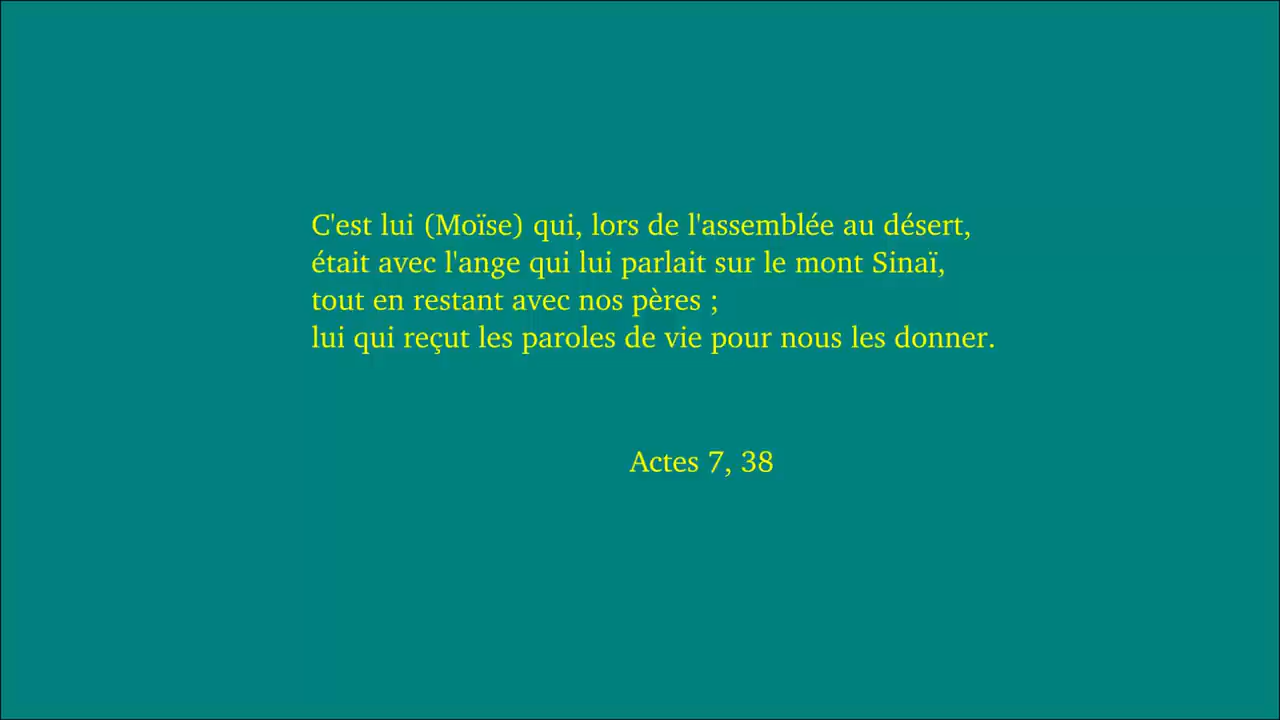 C'est lui (Moïse) qui, lors de l'assemblée au désert,
était avec l'ange qui lui parlait sur le mont Sinaï,
tout en restant avec nos pères ;
lui qui reçut les paroles de vie pour nous les donner.
Actes 7, 38